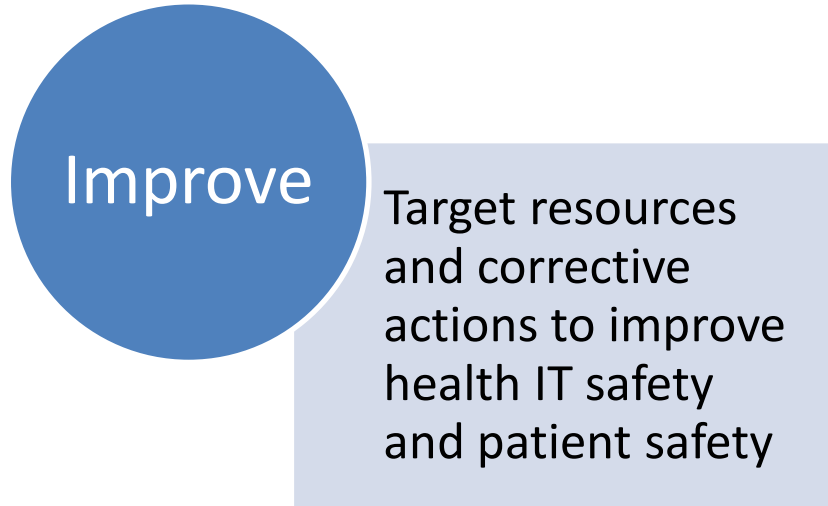 Improve
Target resources
and corrective
actions to improve
health IT safety
and patient safety